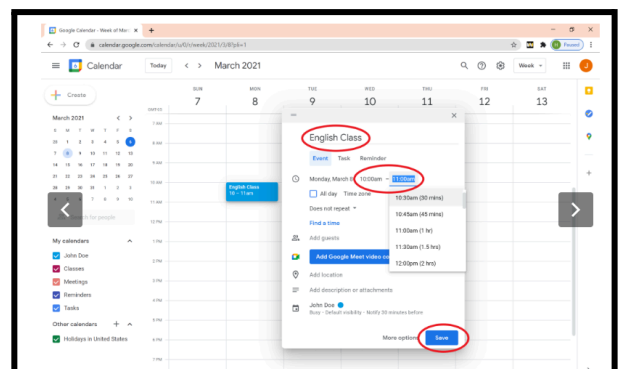 Google Calendar - Week of Marc
calendar.google.com/calendar/u/0/r/week/2021/3/8?pli=1
Paused
Calendar
Today
March 2021
Week
J
Create
SUN MON TUE WED THU FRI SAT
7 8 9 10 11 12 13
March 2021
S M T W T F S
28 1 2 3 4 5 6
7 8 9 10 11 12 13
14 15 16 17 18 19 20
21 22 23 24 25 26 27
28 29 30 31 1 2 3
7 AM
8 AM
9 AM
10 AM
11 AM
12 PM
1 PM
2 PM
3 PM
4 PM
5 PM
6 PM
7 PM
English Class
10 – 11am
Search for people
My calendars
John Doe
Classes
Meetings
Reminders
Tasks
Other calendars
Holidays in United States
English Class
Event Task Reminder
Monday, March 8 10:00am – 11:00am
All day Time zone
Does not repeat
Find a time
10:30am (30 mins)
10:45am (45 mins)
11:00am (1 hr)
11:30am (1.5 hrs)
12:00pm (2 hrs)
Add guests
Add Google Meet video co
Add location
Add description or attachments
John Doe
Busy · Default visibility · Notify 30 minutes before
More options
Save